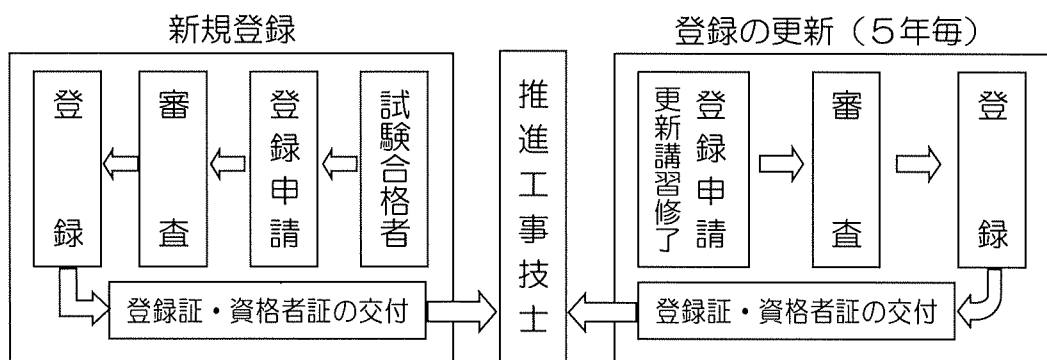 新規登録
登録
審査
登録申請
試験合格者
登録証・資格者証の交付
推進工事技士
登録の更新（5年毎）
登録申請
更新講習修了
審査
登録
登録証・資格者証の交付